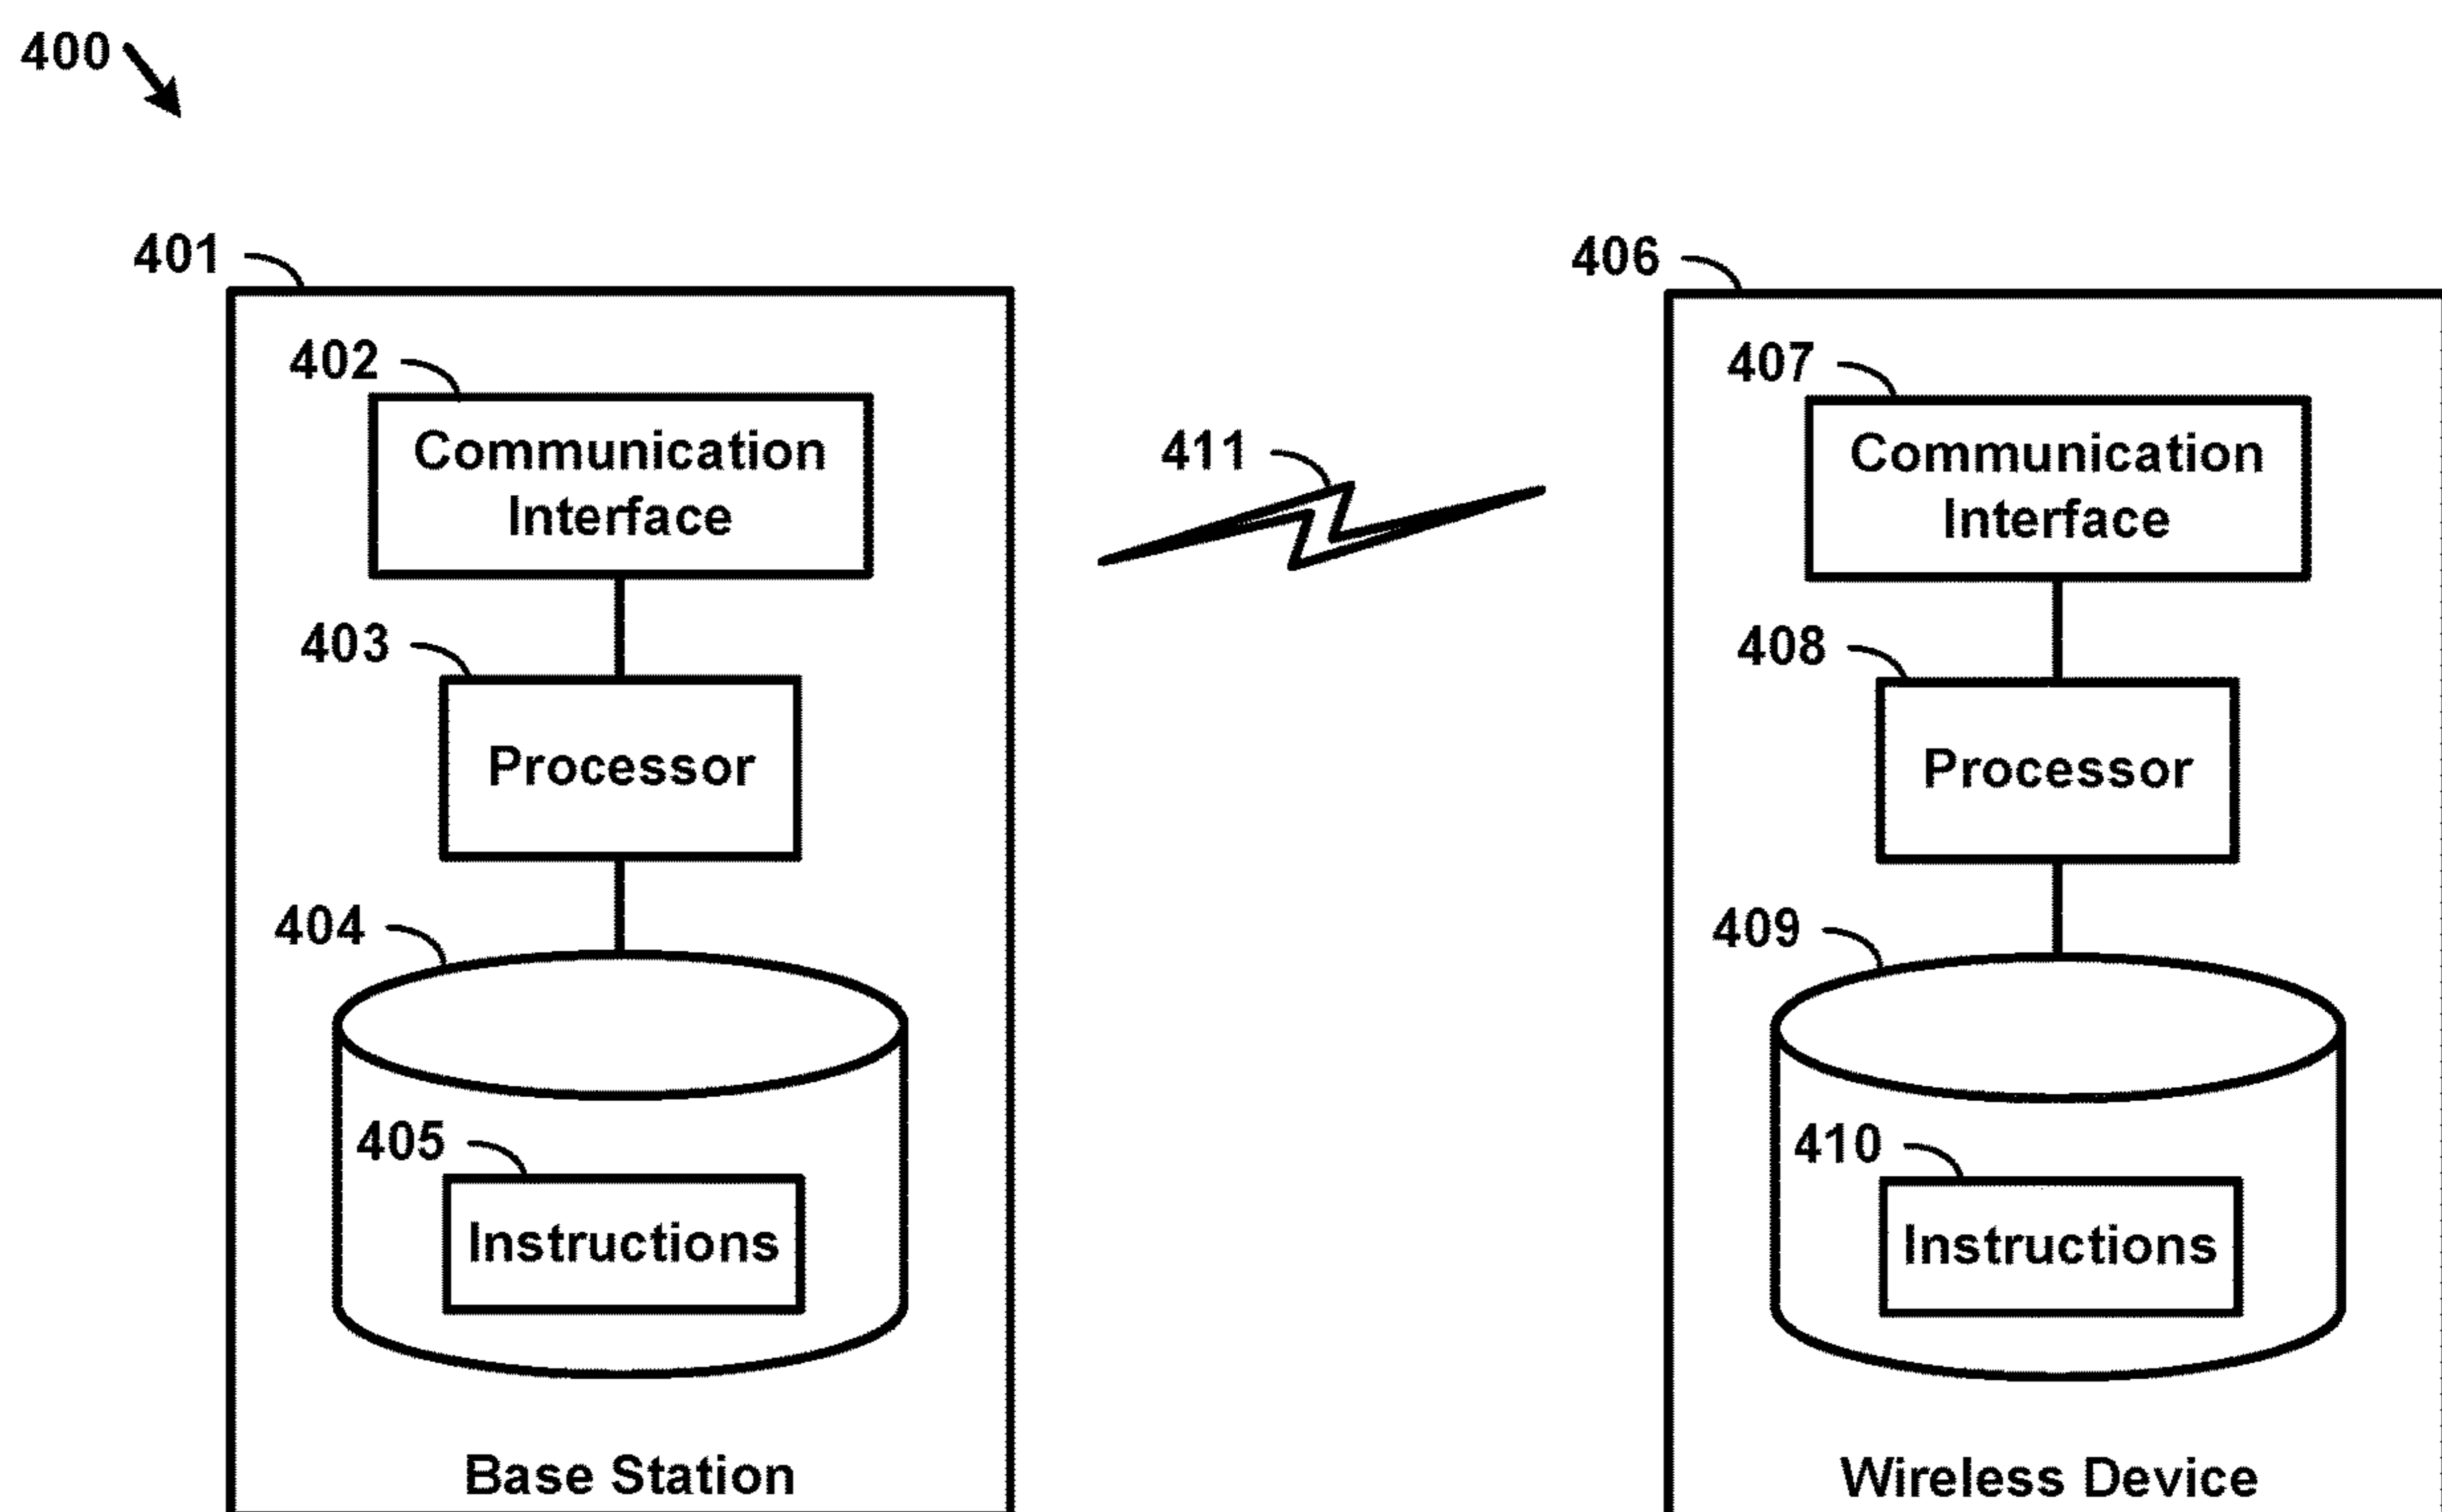 400
401
402
Communication
Interface
403
Processor
404
405
Instructions
Base Station
411
406
407
Communication
Interface
408
Processor
409
410
Instructions
Wireless Device